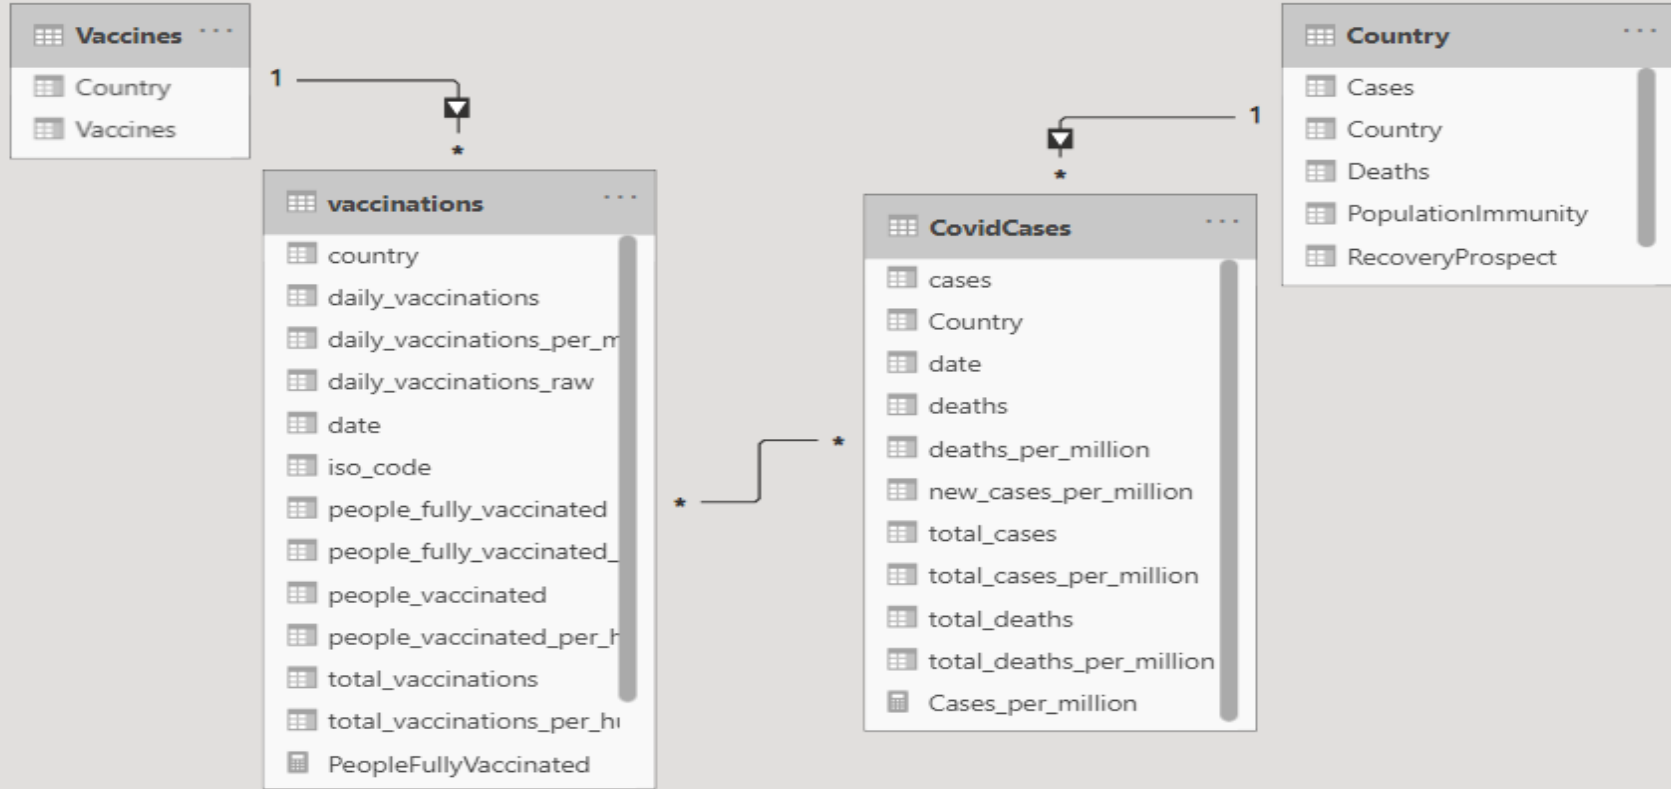 Vaccines ...
Country
Vaccines
1
*
vaccinations ...
country
daily_vaccinations
daily_vaccinations_per_m
daily_vaccinations_raw
date
iso_code
people_fully_vaccinated
people_fully_vaccinated_
people_vaccinated
people_vaccinated_per_h
total_vaccinations
total_vaccinations_per_hu
PeopleFullyVaccinated
*
*
CovidCases ...
cases
Country
date
deaths
deaths_per_million
new_cases_per_million
total_cases
total_cases_per_million
total_deaths
total_deaths_per_million
Cases_per_million
*
1
Country ...
Cases
Country
Deaths
PopulationImmunity
RecoveryProspect